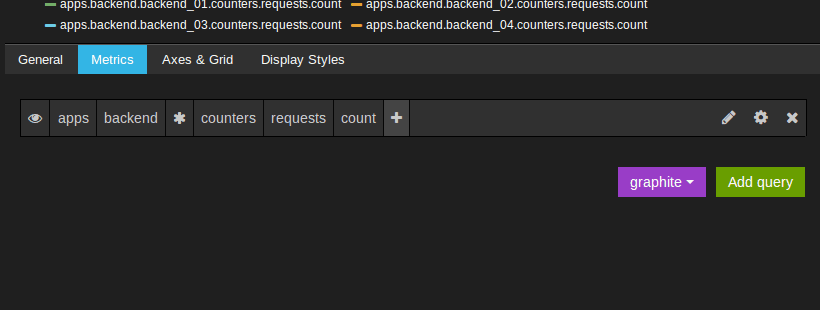 apps.backend.backend_01.counters.requests.count apps.backend.backend_02.counters.requests.count
apps.backend.backend_03.counters.requests.count apps.backend.backend_04.counters.requests.count
General Metrics Axes & Grid Display Styles
apps backend * counters requests count +
graphite Add query